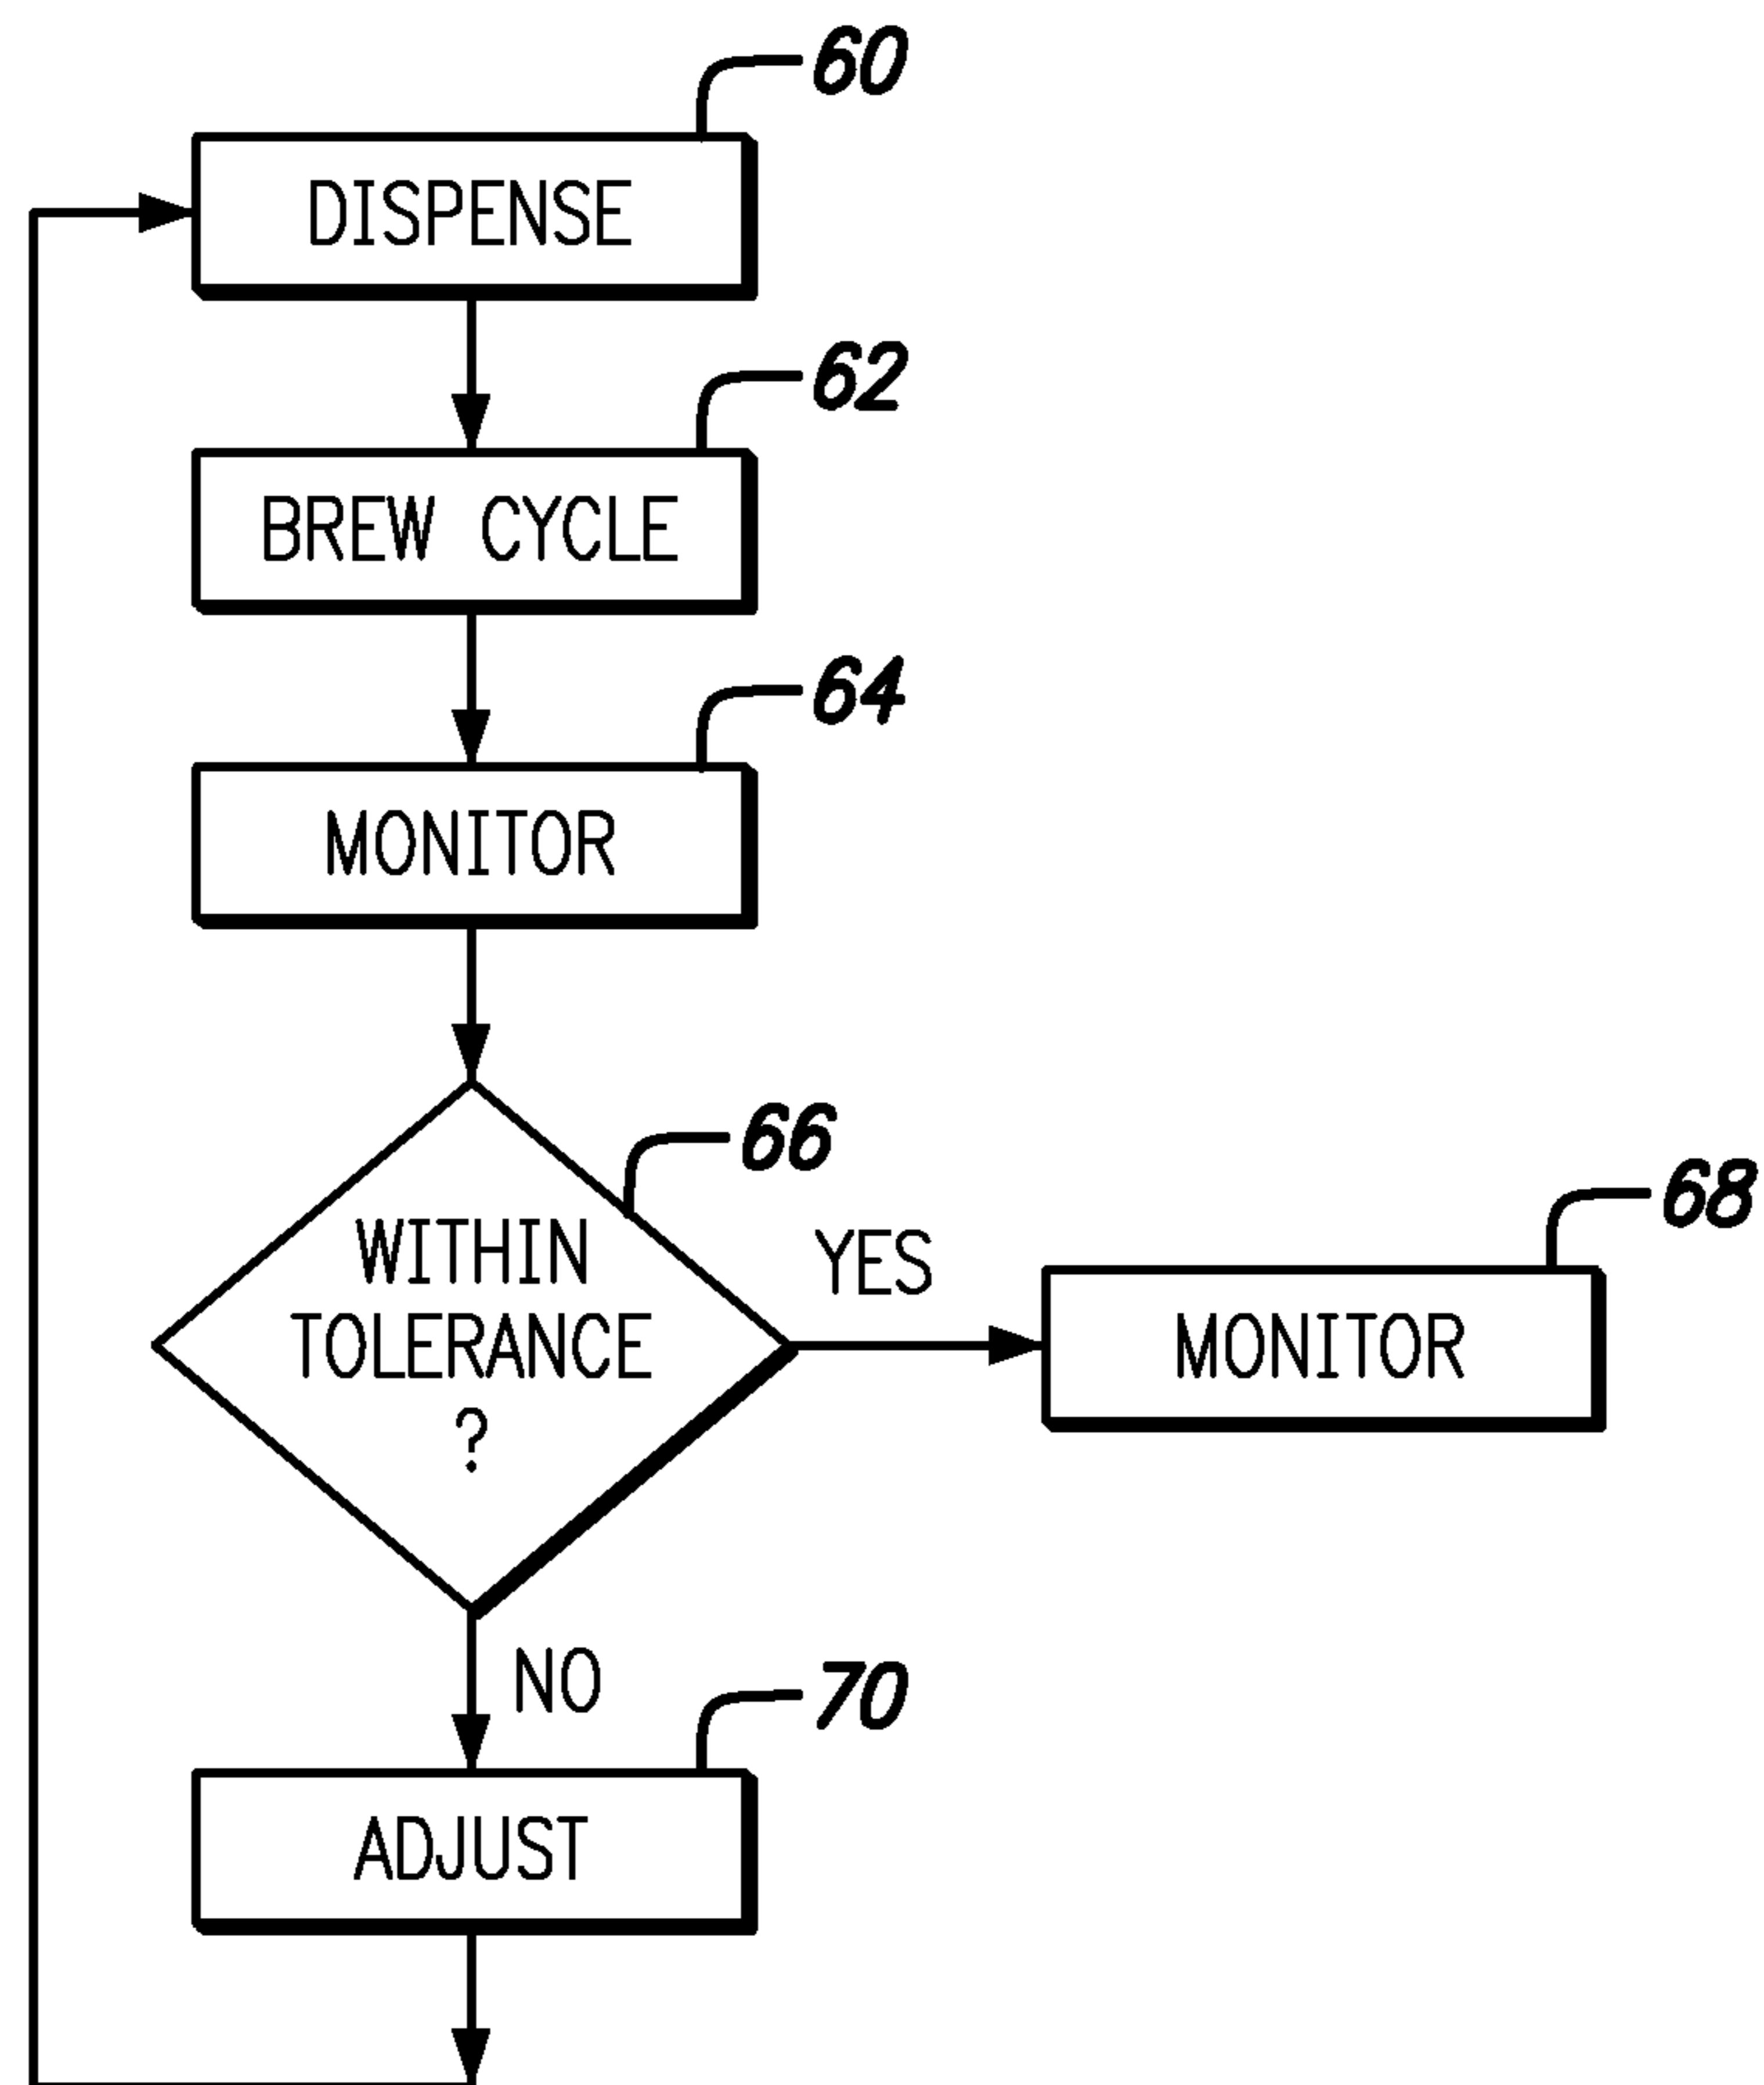 60
DISPENSE
62
BREW CYCLE
64
MONITOR
66
WITHIN
TOLERANCE
?
YES
68
MONITOR
NO
70
ADJUST